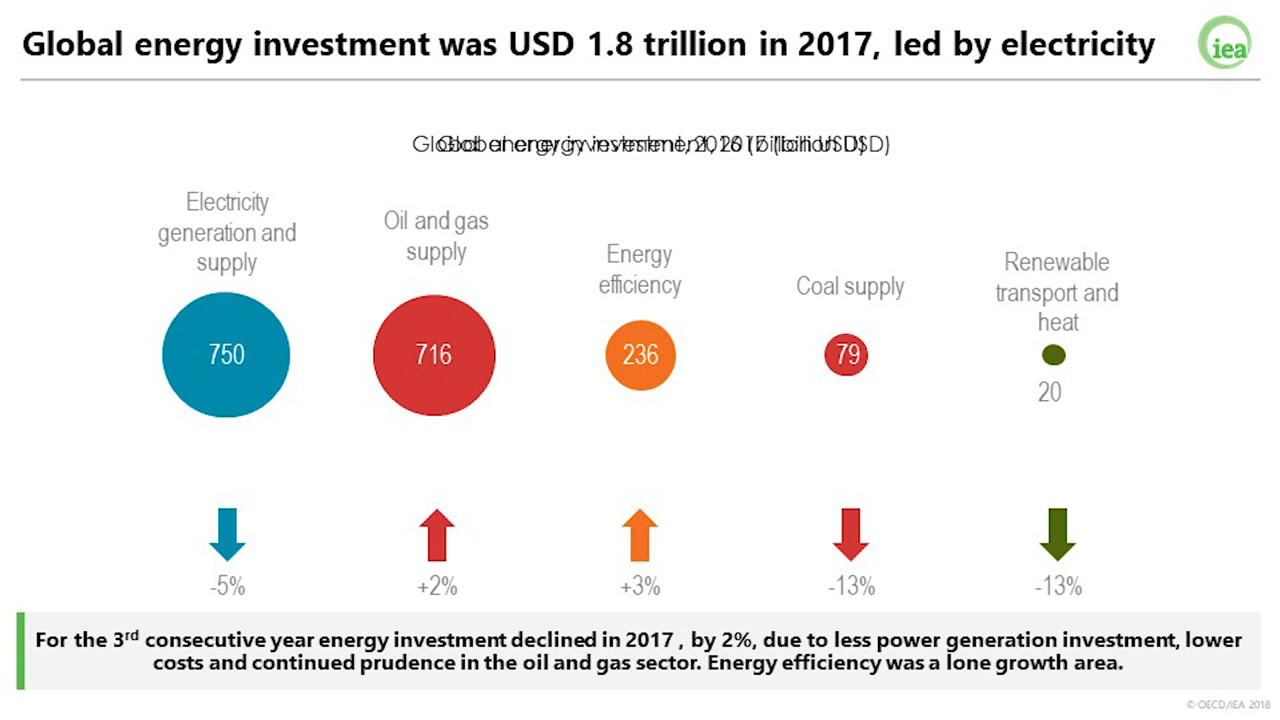 Global energy investment was USD 1.8 trillion in 2017, led by electricity
iea
Electricity
generation and
supply
Oil and gas
supply
Energy
efficiency
Coal supply
Renewable
transport and
heat
750
716
236
79
20
-5%
+2%
+3%
-13%
-13%
For the 3rd consecutive year energy investment declined in 2017 , by 2%, due to less power generation investment, lower
costs and continued prudence in the oil and gas sector. Energy efficiency was a lone growth area.
© OECD/IEA 2018